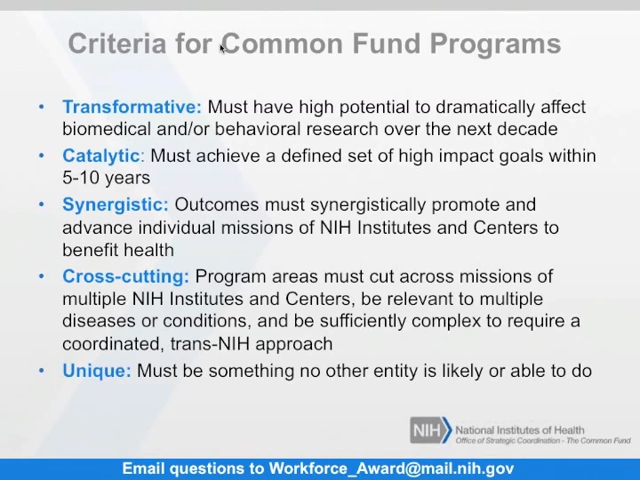 Criteria for Common Fund Programs
• Transformative: Must have high potential to dramatically affect
biomedical and/or behavioral research over the next decade
• Catalytic: Must achieve a defined set of high impact goals within
5-10 years
• Synergistic: Outcomes must synergistically promote and
advance individual missions of NIH Institutes and Centers to
benefit health
• Cross-cutting: Program areas must cut across missions of
multiple NIH Institutes and Centers, be relevant to multiple
diseases or conditions, and be sufficiently complex to require a
coordinated, trans-NIH approach
• Unique: Must be something no other entity is likely or able to do
NIH National Institutes of Health
Office of Strategic Coordination - The Common Fund
Email questions to Workforce_Award@mail.nih.gov